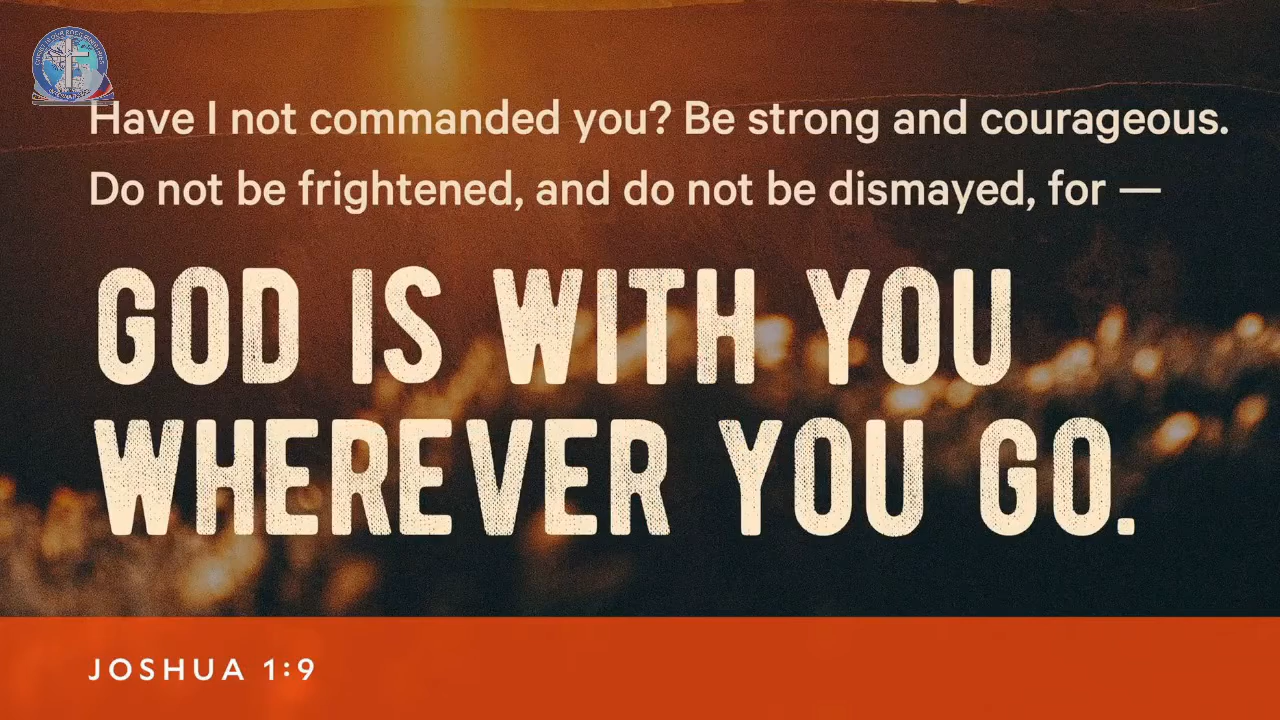 Have I not commanded you? Be strong and courageous.
Do not be frightened, and do not be dismayed, for —
GOD IS WITH YOU
WHEREVER YOU GO.
JOSHUA 1:9